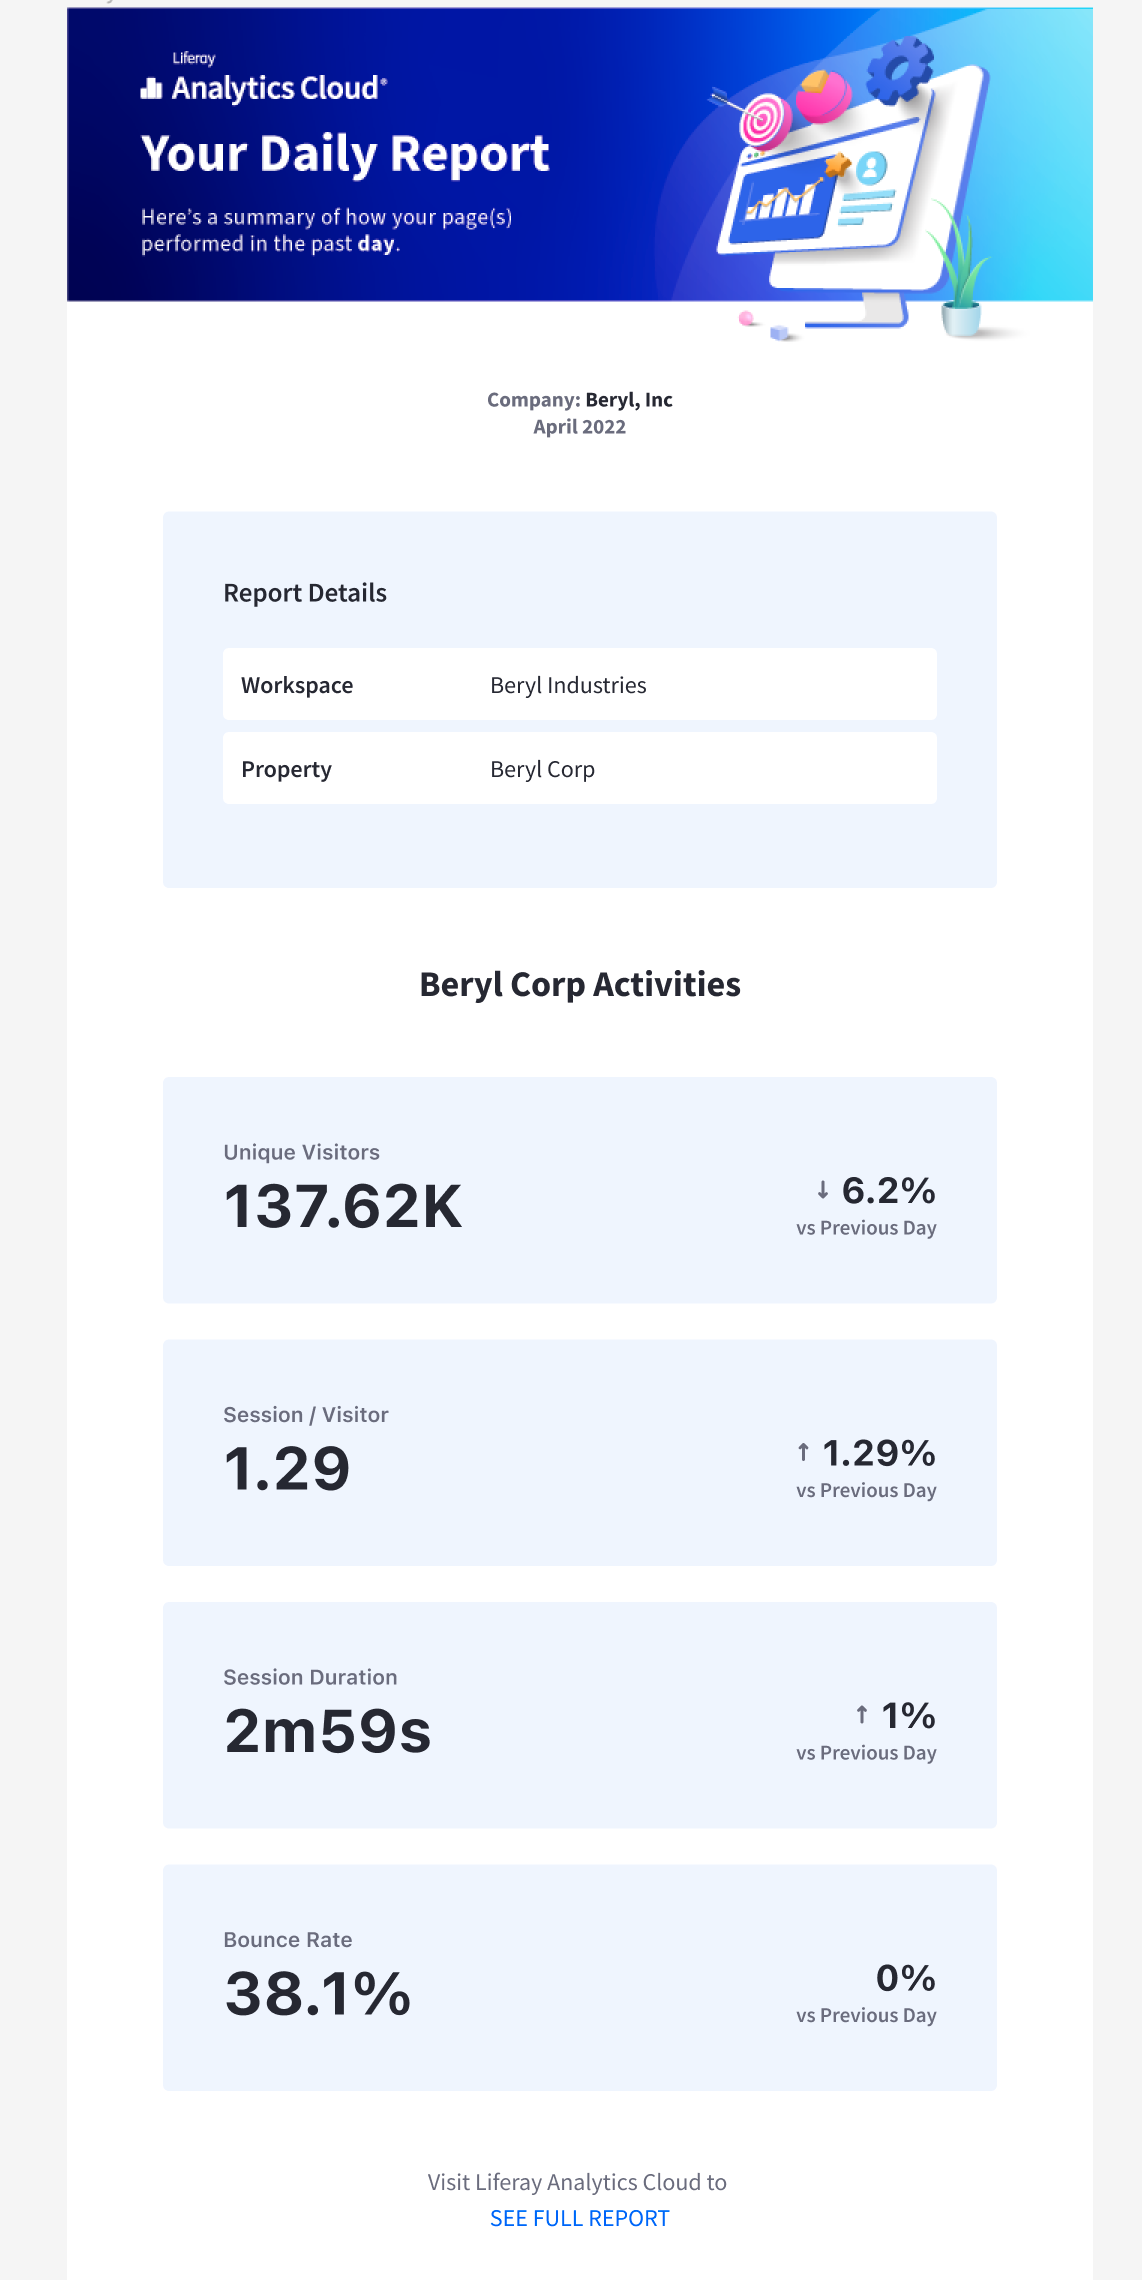 Liferay
Analytics Cloud®
Your Daily Report
Here’s a summary of how your page(s)
performed in the past day.
Company: Beryl, Inc
April 2022
Report Details
Workspace Beryl Industries
Property Beryl Corp
Beryl Corp Activities
Unique Visitors
137.62K
↓ 6.2%
vs Previous Day
Session / Visitor
1.29
↑ 1.29%
vs Previous Day
Session Duration
2m59s
↑ 1%
vs Previous Day
Bounce Rate
38.1%
0%
vs Previous Day
Visit Liferay Analytics Cloud to
SEE FULL REPORT